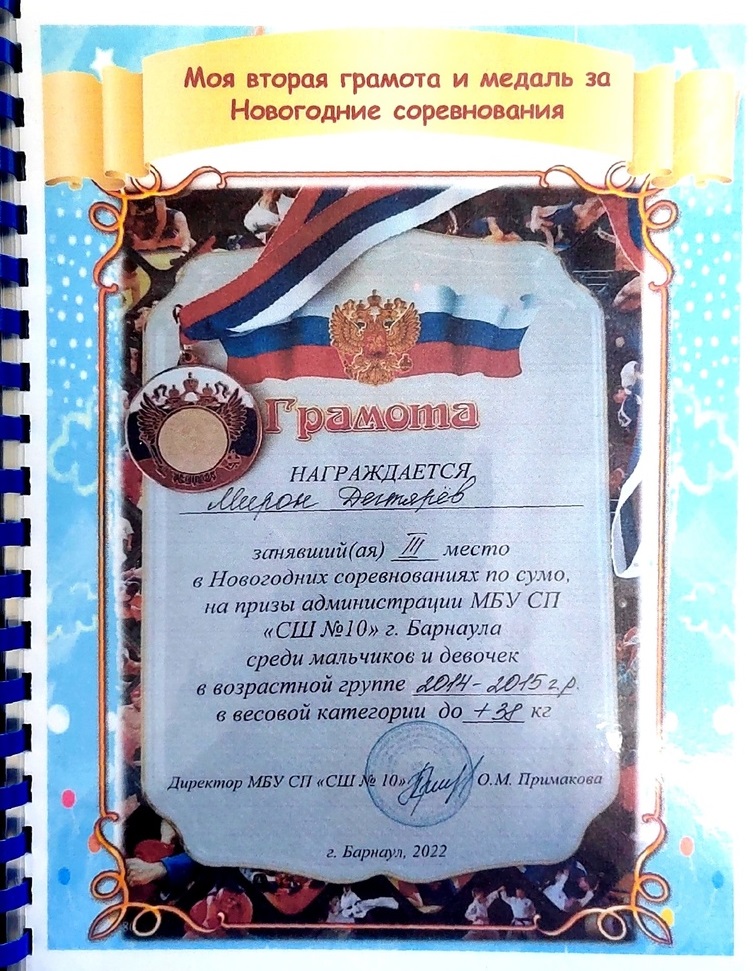 Моя вторая грамота и медаль за
Новогодние соревнования
Грамота
НАГРАЖДАЕТСЯ
Мирон Дегтярёв
занявший(ая) III место
в Новогодних соревнованиях по сумо,
на призы администрации МБУ СП
«СШ №10» г. Барнаула
среди мальчиков и девочек
в возрастной группе 2014-2015 г.р.
в весовой категории до +38 кг
Директор МБУ СП «СШ № 10» О.М. Примакова
г. Барнаул, 2022